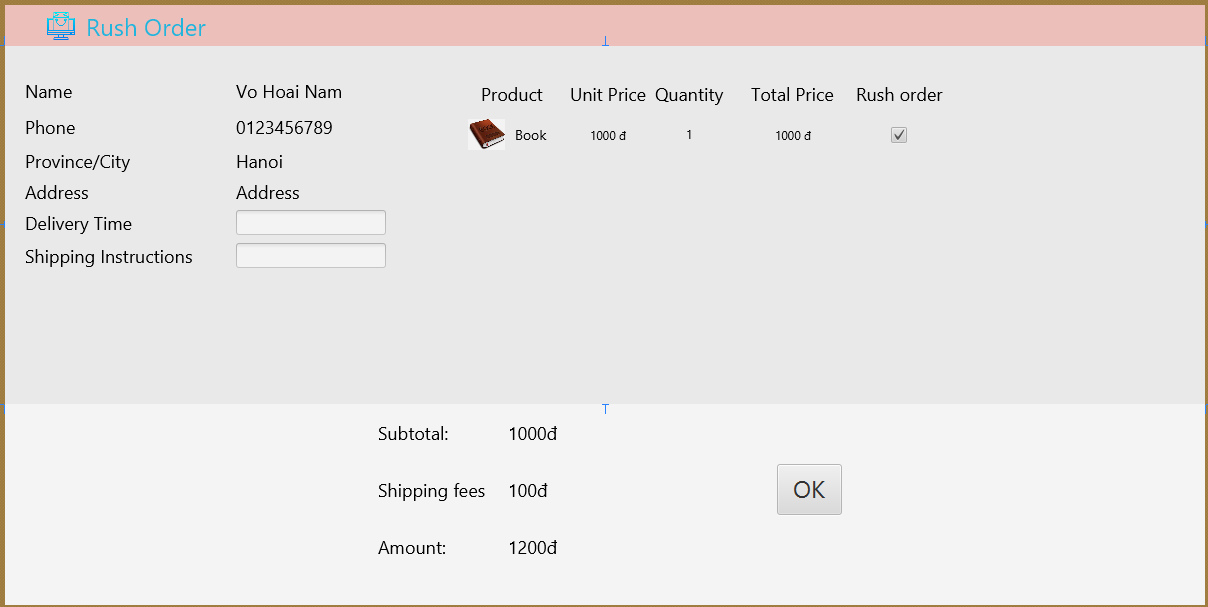 Rush Order
Name Vo Hoai Nam
Phone 0123456789
Province/City Hanoi
Address Address
Delivery Time
Shipping Instructions
Product Unit Price Quantity Total Price Rush order
Book 1000 đ 1 1000 đ
Subtotal: 1000đ
Shipping fees 100đ
Amount: 1200đ
OK